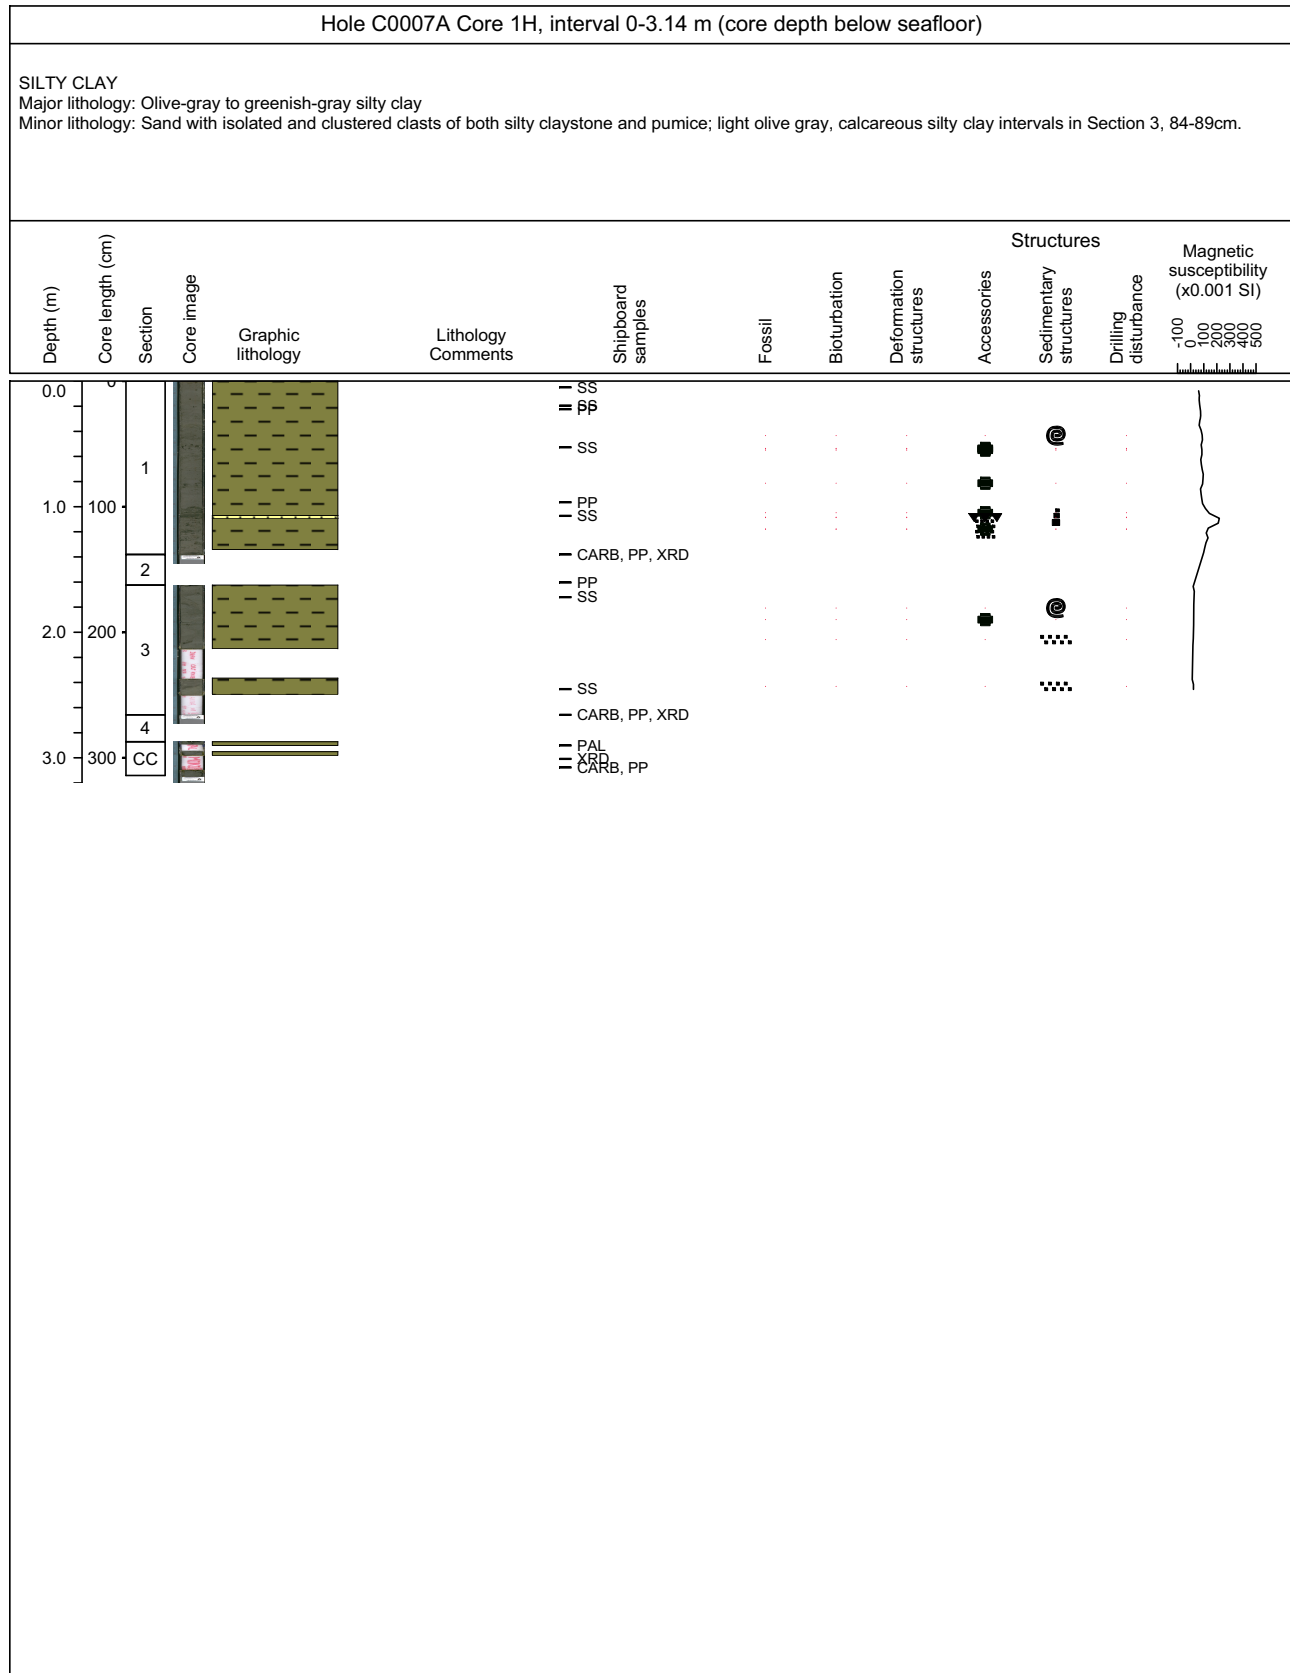 Hole C0007A Core 1H, interval 0-3.14 m (core depth below seafloor)
SILTY CLAY
Major lithology: Olive-gray to greenish-gray silty clay
Minor lithology: Sand with isolated and clustered clasts of both silty claystone and pumice; light olive gray, calcareous silty clay intervals in Section 3, 84-89cm.
Depth (m)
Core length (cm)
Section
Core image
Graphic
lithology
Lithology
Comments
Shipboard
samples
Fossil
Bioturbation
Deformation
structures
Structures
Accessories
Sedimentary
structures
Drilling
disturbance
Magnetic
susceptibility
(x0.001 SI)
-100
0
100
200
300
400
500
0.0
0
SS
SS
PP
SS
1
PP
1.0
100
SS
CARB, PP, XRD
2
PP
SS
2.0
200
3
SS
CARB, PP, XRD
4
PAL
3.0
300
CC
XRD
CARB, PP